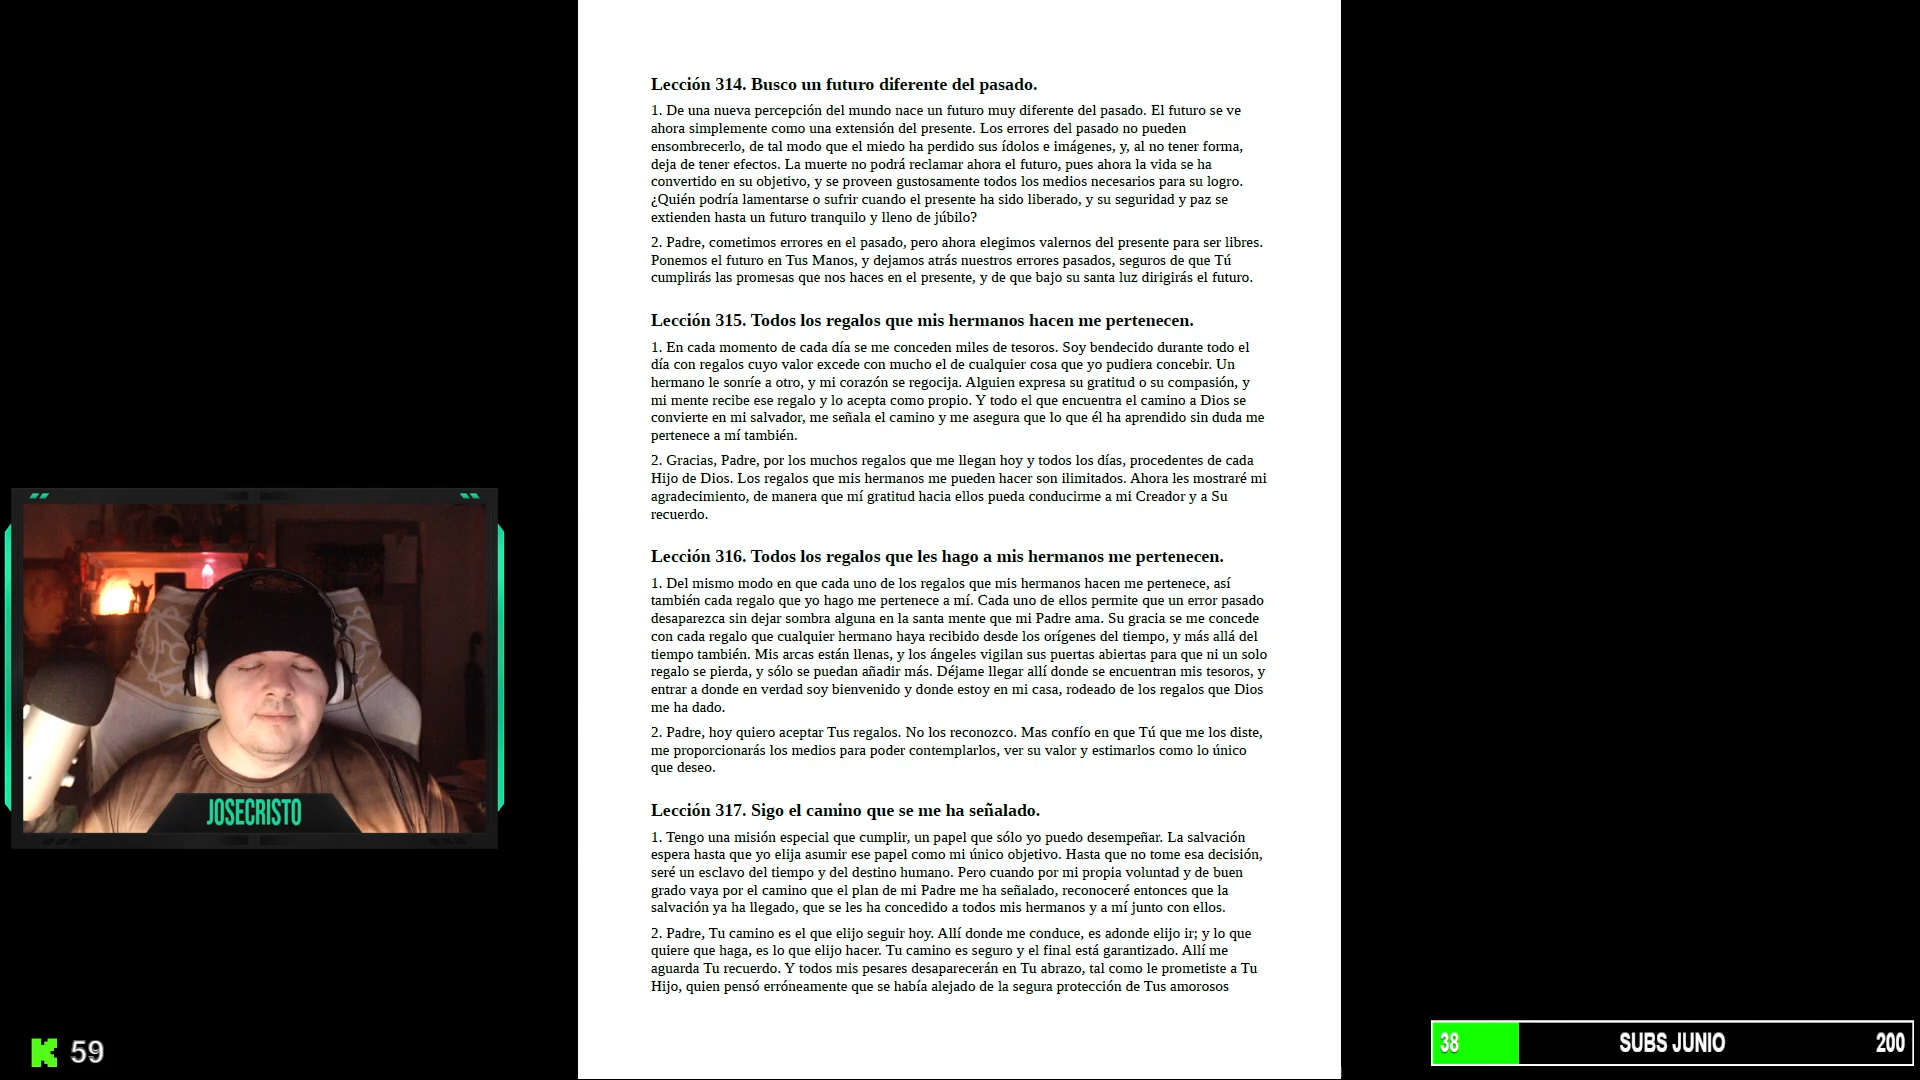 Lección 314. Busco un futuro diferente del pasado.
1. De una nueva percepción del mundo nace un futuro muy diferente del pasado. El futuro se ve
ahora simplemente como una extensión del presente. Los errores del pasado no pueden
ensombrecerlo, de tal modo que el miedo ha perdido sus ídolos e imágenes, y, al no tener forma,
deja de tener efectos. La muerte no podrá reclamar ahora el futuro, pues ahora la vida se ha
convertido en su objetivo, y se proveen gustosamente todos los medios necesarios para su logro.
¿Quién podría lamentarse o sufrir cuando el presente ha sido liberado, y su seguridad y paz se
extienden hasta un futuro tranquilo y lleno de júbilo?
2. Padre, cometimos errores en el pasado, pero ahora elegimos valernos del presente para ser libres.
Ponemos el futuro en Tus Manos, y dejamos atrás nuestros errores pasados, seguros de que Tú
cumplirás las promesas que nos haces en el presente, y de que bajo su santa luz dirigirás el futuro.
Lección 315. Todos los regalos que mis hermanos hacen me pertenecen.
1. En cada momento de cada día se me conceden miles de tesoros. Soy bendecido durante todo el
día con regalos cuyo valor excede con mucho el de cualquier cosa que yo pudiera concebir. Un
hermano le sonríe a otro, y mi corazón se regocija. Alguien expresa su gratitud o su compasión, y
mi mente recibe ese regalo y lo acepta como propio. Y todo el que encuentra el camino a Dios se
convierte en mi salvador, me señala el camino y me asegura que lo que él ha aprendido sin duda me
pertenece a mí también.
2. Gracias, Padre, por los muchos regalos que me llegan hoy y todos los días, procedentes de cada
Hijo de Dios. Los regalos que mis hermanos me pueden hacer son ilimitados. Ahora les mostraré mi
agradecimiento, de manera que mí gratitud hacia ellos pueda conducirme a mi Creador y a Su
recuerdo.
Lección 316. Todos los regalos que les hago a mis hermanos me pertenecen.
1. Del mismo modo en que cada uno de los regalos que mis hermanos hacen me pertenece, así
también cada regalo que yo hago me pertenece a mí. Cada uno de ellos permite que un error pasado
desaparezca sin dejar sombra alguna en la santa mente que mi Padre ama. Su gracia se me concede
con cada regalo que cualquier hermano haya recibido desde los orígenes del tiempo, y más allá del
tiempo también. Mis arcas están llenas, y los ángeles vigilan sus puertas abiertas para que ni un solo
regalo se pierda, y sólo se puedan añadir más. Déjame llegar allí donde se encuentran mis tesoros, y
entrar a donde en verdad soy bienvenido y donde estoy en mi casa, rodeado de los regalos que Dios
me ha dado.
2. Padre, hoy quiero aceptar Tus regalos. No los reconozco. Mas confío en que Tú que me los diste,
me proporcionarás los medios para poder contemplarlos, ver su valor y estimarlos como lo único
que deseo.
Lección 317. Sigo el camino que se me ha señalado.
1. Tengo una misión especial que cumplir, un papel que sólo yo puedo desempeñar. La salvación
espera hasta que yo elija asumir ese papel como mi único objetivo. Hasta que no tome esa decisión,
seré un esclavo del tiempo y del destino humano. Pero cuando por mi propia voluntad y de buen
grado vaya por el camino que el plan de mi Padre me ha señalado, reconoceré entonces que la
salvación ya ha llegado, que se les ha concedido a todos mis hermanos y a mí junto con ellos.
2. Padre, Tu camino es el que elijo seguir hoy. Allí donde me conduce, es adonde elijo ir; y lo que
quiere que haga, es lo que elijo hacer. Tu camino es seguro y el final está garantizado. Allí me
aguarda Tu recuerdo. Y todos mis pesares desaparecerán en Tu abrazo, tal como le prometiste a Tu
Hijo, quien pensó erróneamente que se había alejado de la segura protección de Tus amorosos
JOSECRISTO
K 59
38 SUBS JUNIO 200